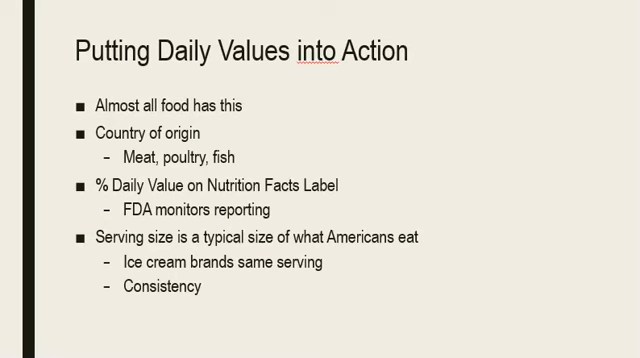 Putting Daily Values into Action
■ Almost all food has this
■ Country of origin
– Meat, poultry, fish
■ % Daily Value on Nutrition Facts Label
– FDA monitors reporting
■ Serving size is a typical size of what Americans eat
– Ice cream brands same serving
– Consistency